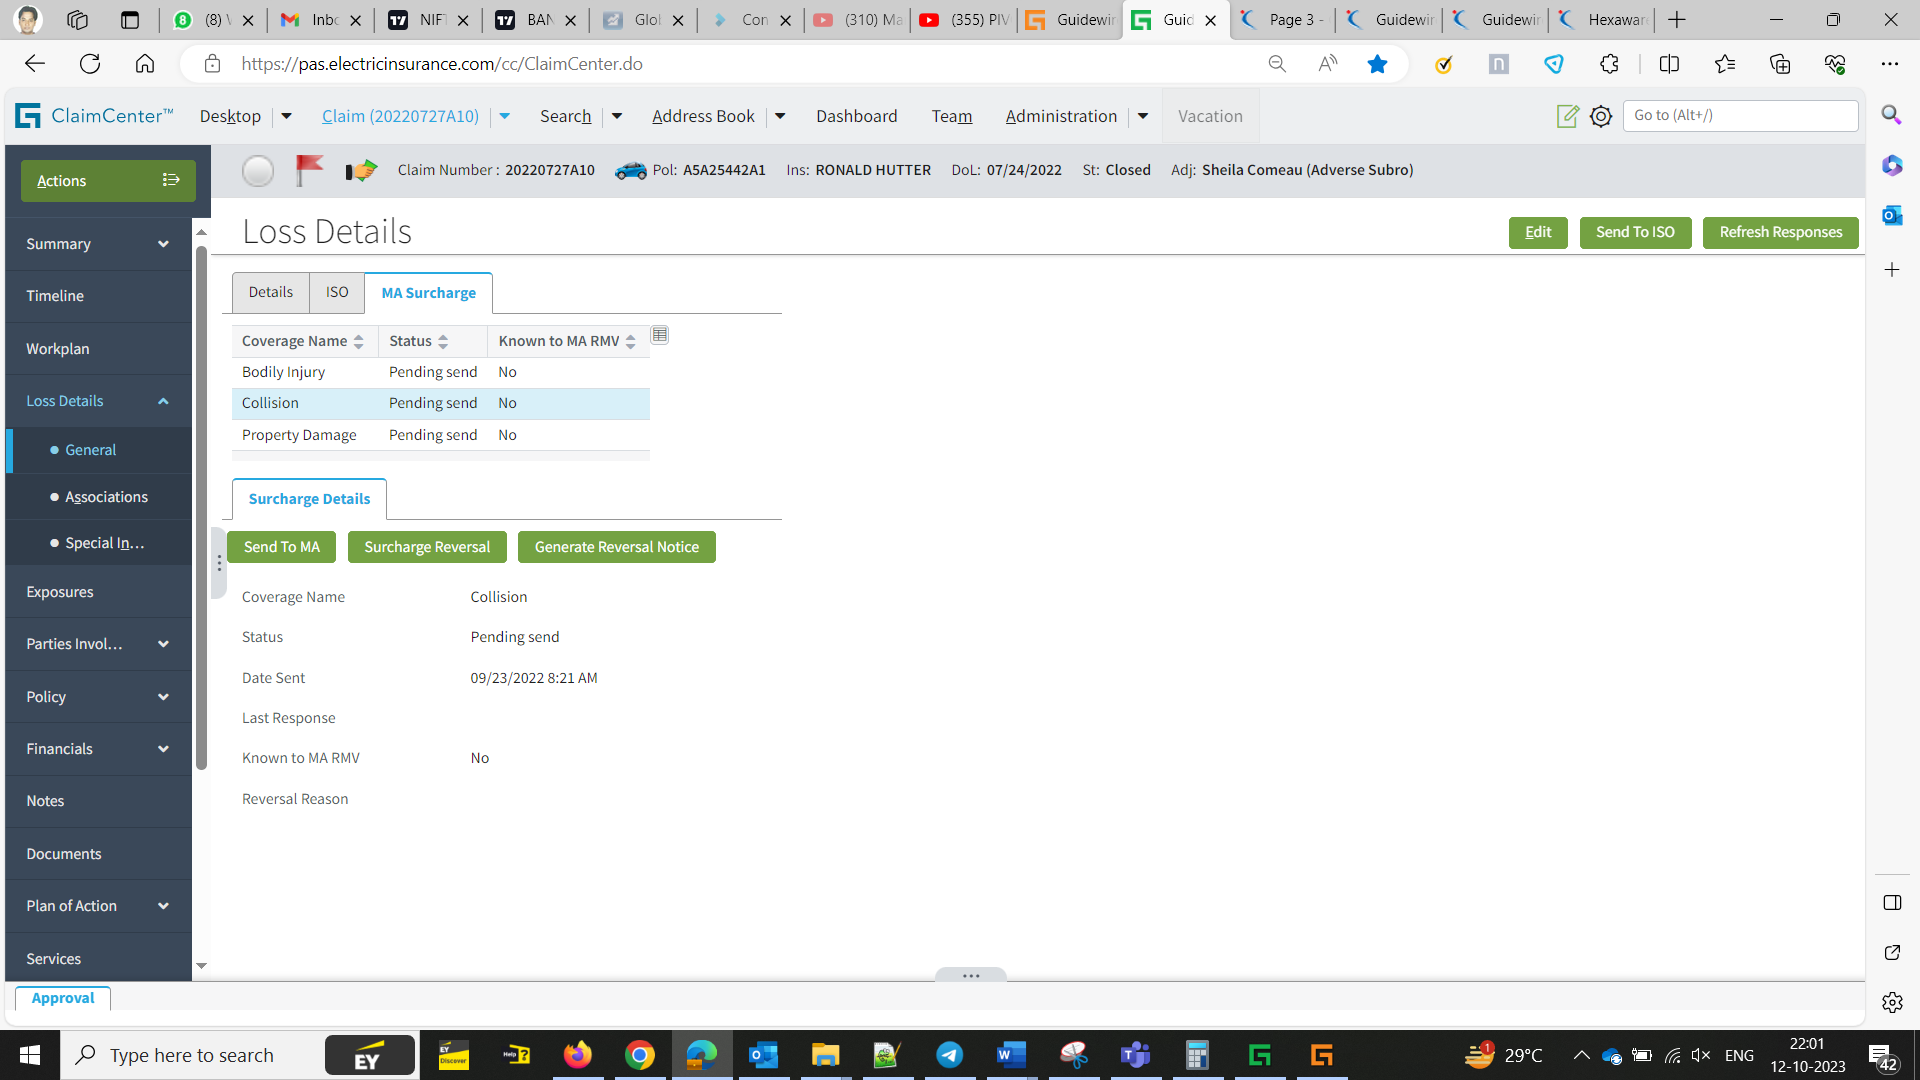 (8) W
Inbo
NIFT
BAN
Glob
Con
(310) Ma
(355) PIV
Guidewir
Guid
Page 3 -
Guidewir
Guidewir
Hexaware
https://pas.electricinsurance.com/cc/ClaimCenter.do
ClaimCenter™
Desktop
Claim (20220727A10)
Search
Address Book
Dashboard
Team
Administration
Vacation
Go to (Alt+/)
Actions
Claim Number : 20220727A10 Pol: A5A25442A1 Ins: RONALD HUTTER DoL: 07/24/2022 St: Closed Adj: Sheila Comeau (Adverse Subro)
Summary
Timeline
Workplan
Loss Details
General
Associations
Special In...
Exposures
Parties Invol...
Policy
Financials
Notes
Documents
Plan of Action
Services
Loss Details
Edit
Send To ISO
Refresh Responses
Details
ISO
MA Surcharge
Coverage Name Status Known to MA RMV
Bodily Injury Pending send No
Collision Pending send No
Property Damage Pending send No
Surcharge Details
Send To MA
Surcharge Reversal
Generate Reversal Notice
Coverage Name Collision
Status Pending send
Date Sent 09/23/2022 8:21 AM
Last Response
Known to MA RMV No
Reversal Reason
Approval
Type here to search
EY
EY
Discover
Help ?
1
29°C
ENG
22:01
12-10-2023
42